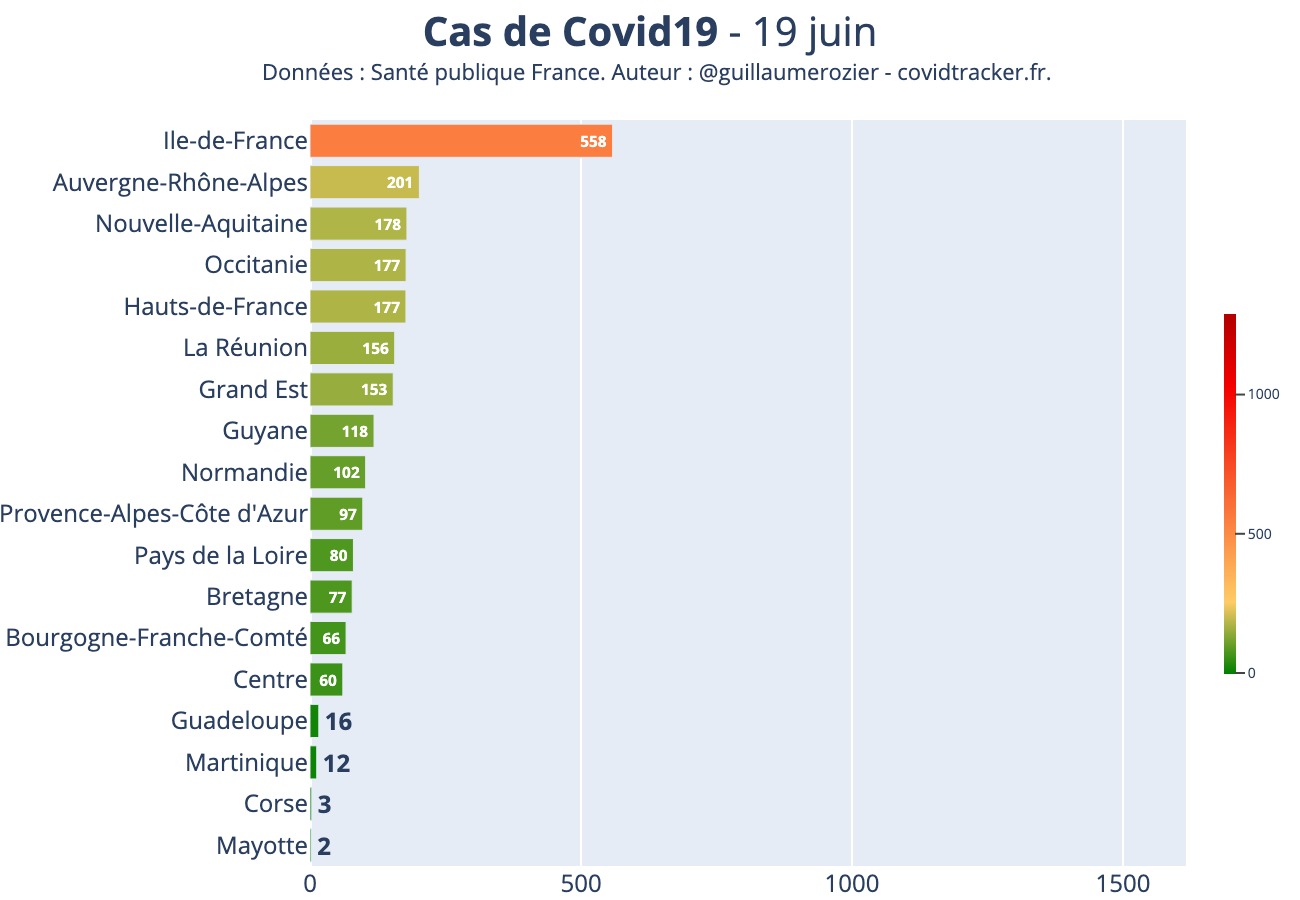 Cas de Covid19 - 19 juin
Données : Santé publique France. Auteur : @guillaumerozier - covidtracker.fr.
Ile-de-France 558
Auvergne-Rhône-Alpes 201
Nouvelle-Aquitaine 178
Occitanie 177
Hauts-de-France 177
La Réunion 156
Grand Est 153
Guyane 118
Normandie 102
Provence-Alpes-Côte d'Azur 97
Pays de la Loire 80
Bretagne 77
Bourgogne-Franche-Comté 66
Centre 60
Guadeloupe 16
Martinique 12
Corse 3
Mayotte 2
0 500 1000 1500
1000
500
0